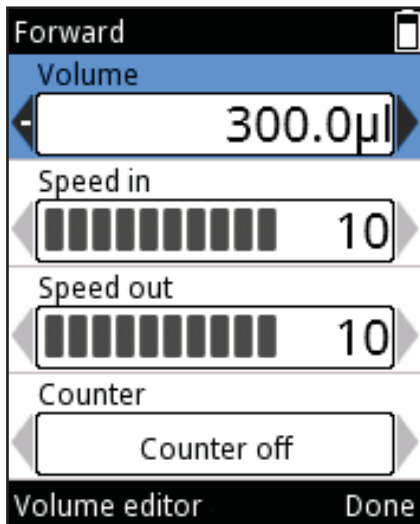 Forward
Volume
-
300.0µl
Speed in
10
Speed out
10
Counter
Counter off
Volume editor Done